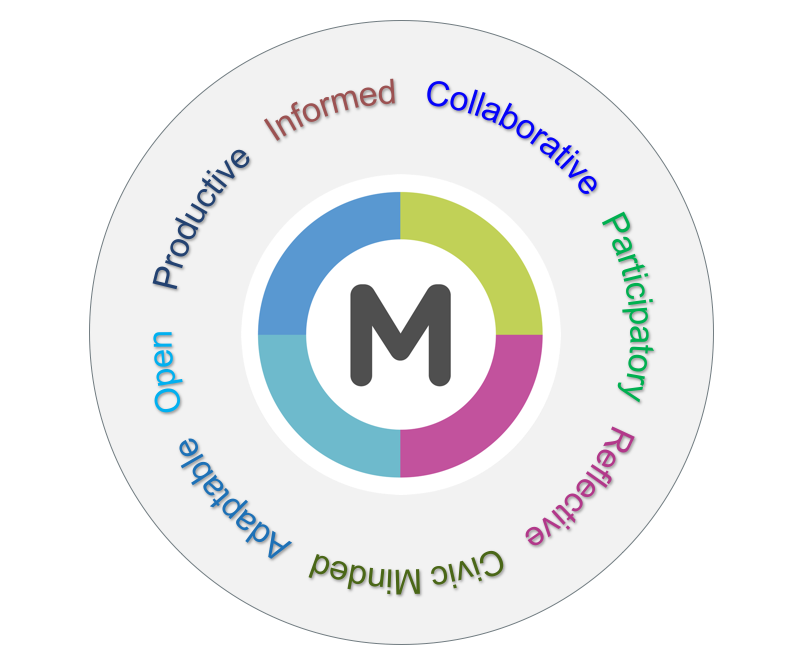 Collaborative
Participatory
Reflective
Civic Minded
Adaptable
Open
Productive
Informed
M